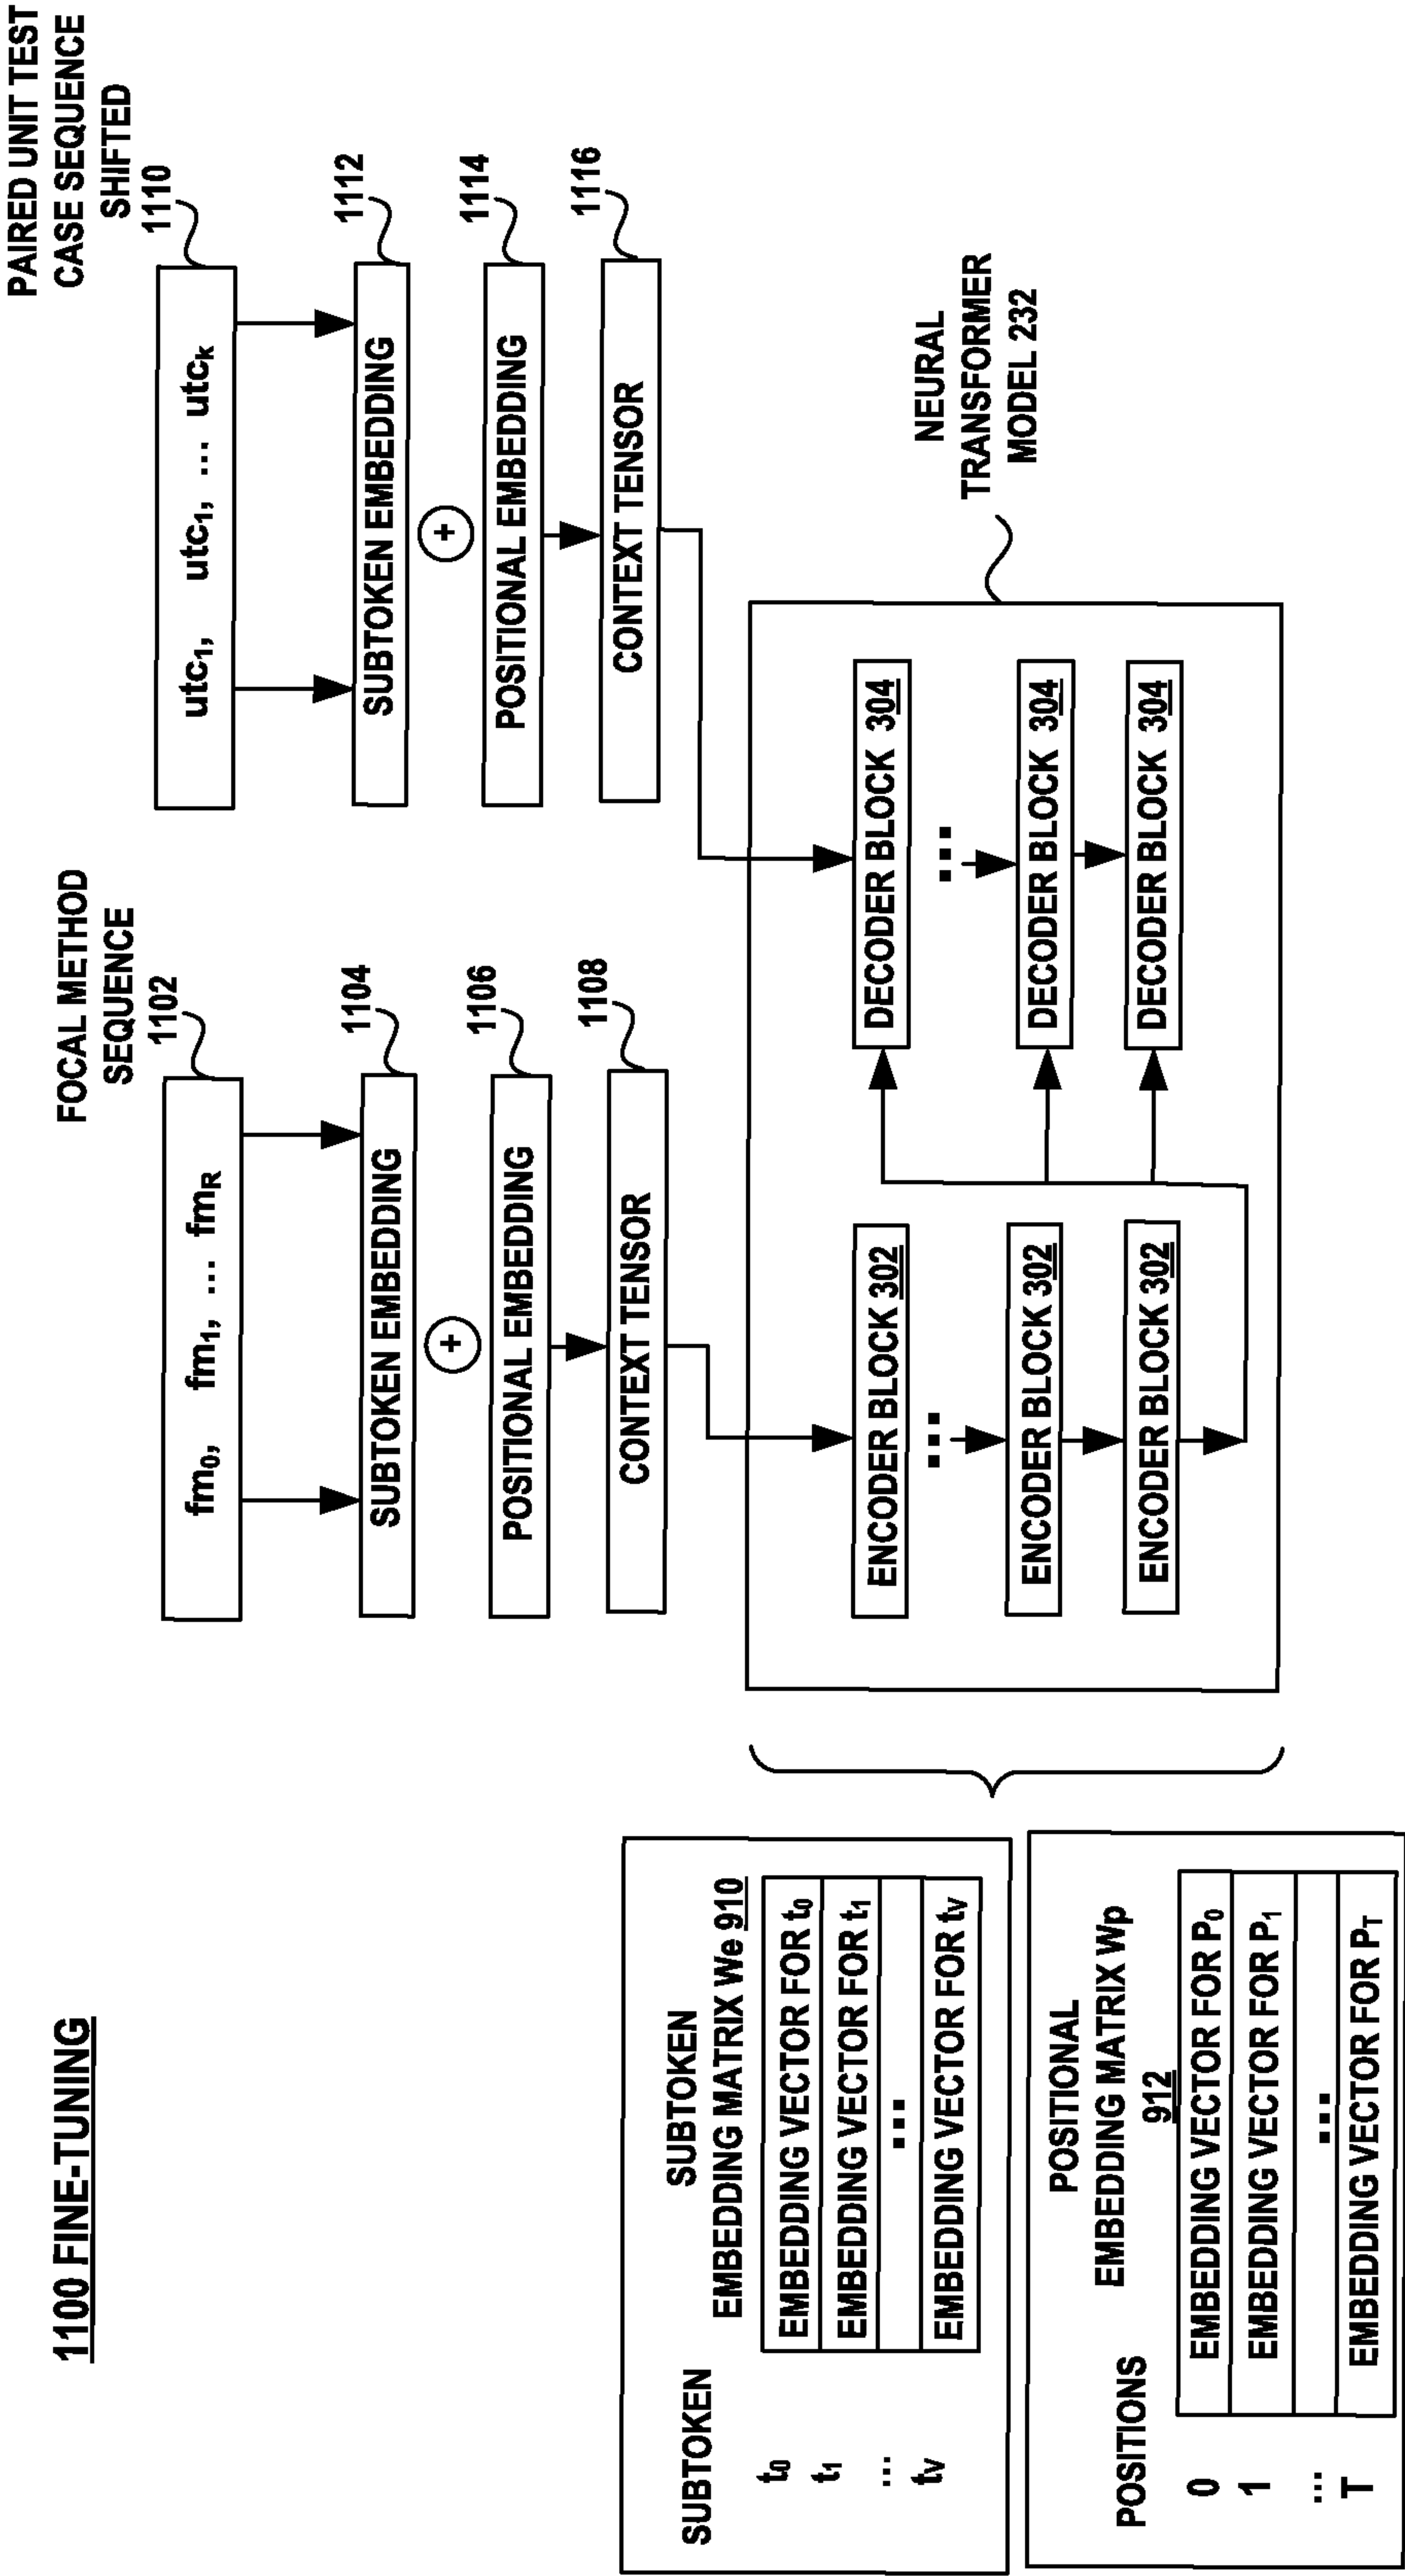 1100 FINE-TUNING
FOCAL METHOD
SEQUENCE
1102
fm0, fm1, ... fmR
1104
SUBTOKEN EMBEDDING
+
1106
POSITIONAL EMBEDDING
1108
CONTEXT TENSOR
PAIRED UNIT TEST
CASE SEQUENCE
SHIFTED
1110
utc1, utc1, ... utck
1112
SUBTOKEN EMBEDDING
+
1114
POSITIONAL EMBEDDING
1116
CONTEXT TENSOR
NEURAL
TRANSFORMER
MODEL 232
ENCODER BLOCK 302
...
ENCODER BLOCK 302
ENCODER BLOCK 302
DECODER BLOCK 304
...
DECODER BLOCK 304
DECODER BLOCK 304
SUBTOKEN
EMBEDDING MATRIX We 910
SUBTOKEN
t0 EMBEDDING VECTOR FOR t0
t1 EMBEDDING VECTOR FOR t1
... ...
tV EMBEDDING VECTOR FOR tV
POSITIONAL
EMBEDDING MATRIX Wp
912
POSITIONS
0 EMBEDDING VECTOR FOR P0
1 EMBEDDING VECTOR FOR P1
... ...
T EMBEDDING VECTOR FOR PT